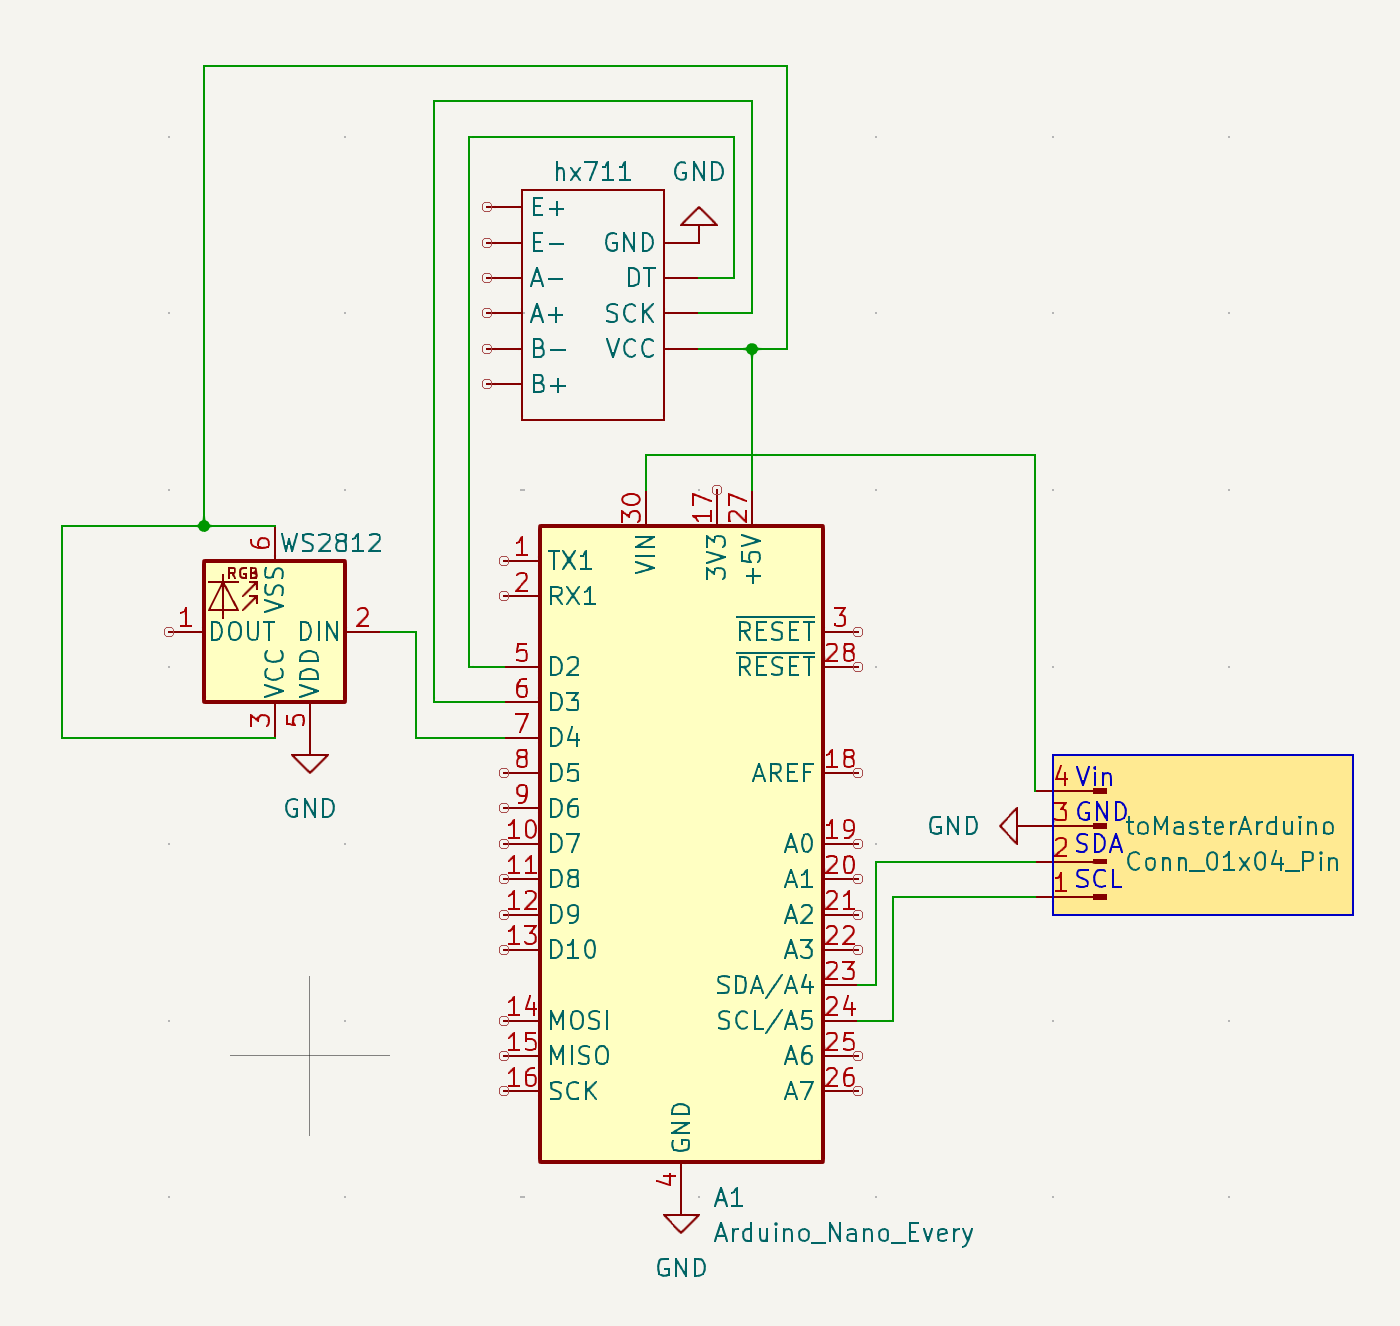 hx711
GND
E+
E-
GND
A-
DT
A+
SCK
B-
VCC
B+
30
17
27
VIN
3V3
+5V
6
WS2812
RGB
VSS
1
DOUT
DIN
2
VCC
VDD
3
5
GND
1
TX1
2
RX1
RESET
3
RESET
28
5
D2
6
D3
7
D4
8
D5
AREF
18
9
D6
10
D7
A0
19
11
D8
A1
20
12
D9
A2
21
13
D10
A3
22
SDA/A4
23
14
MOSI
SCL/A5
24
15
MISO
A6
25
16
SCK
A7
26
GND
4
GND
A1
Arduino_Nano_Every
4
Vin
GND
3
GND
toMasterArduino
2
SDA
Conn_01x04_Pin
1
SCL